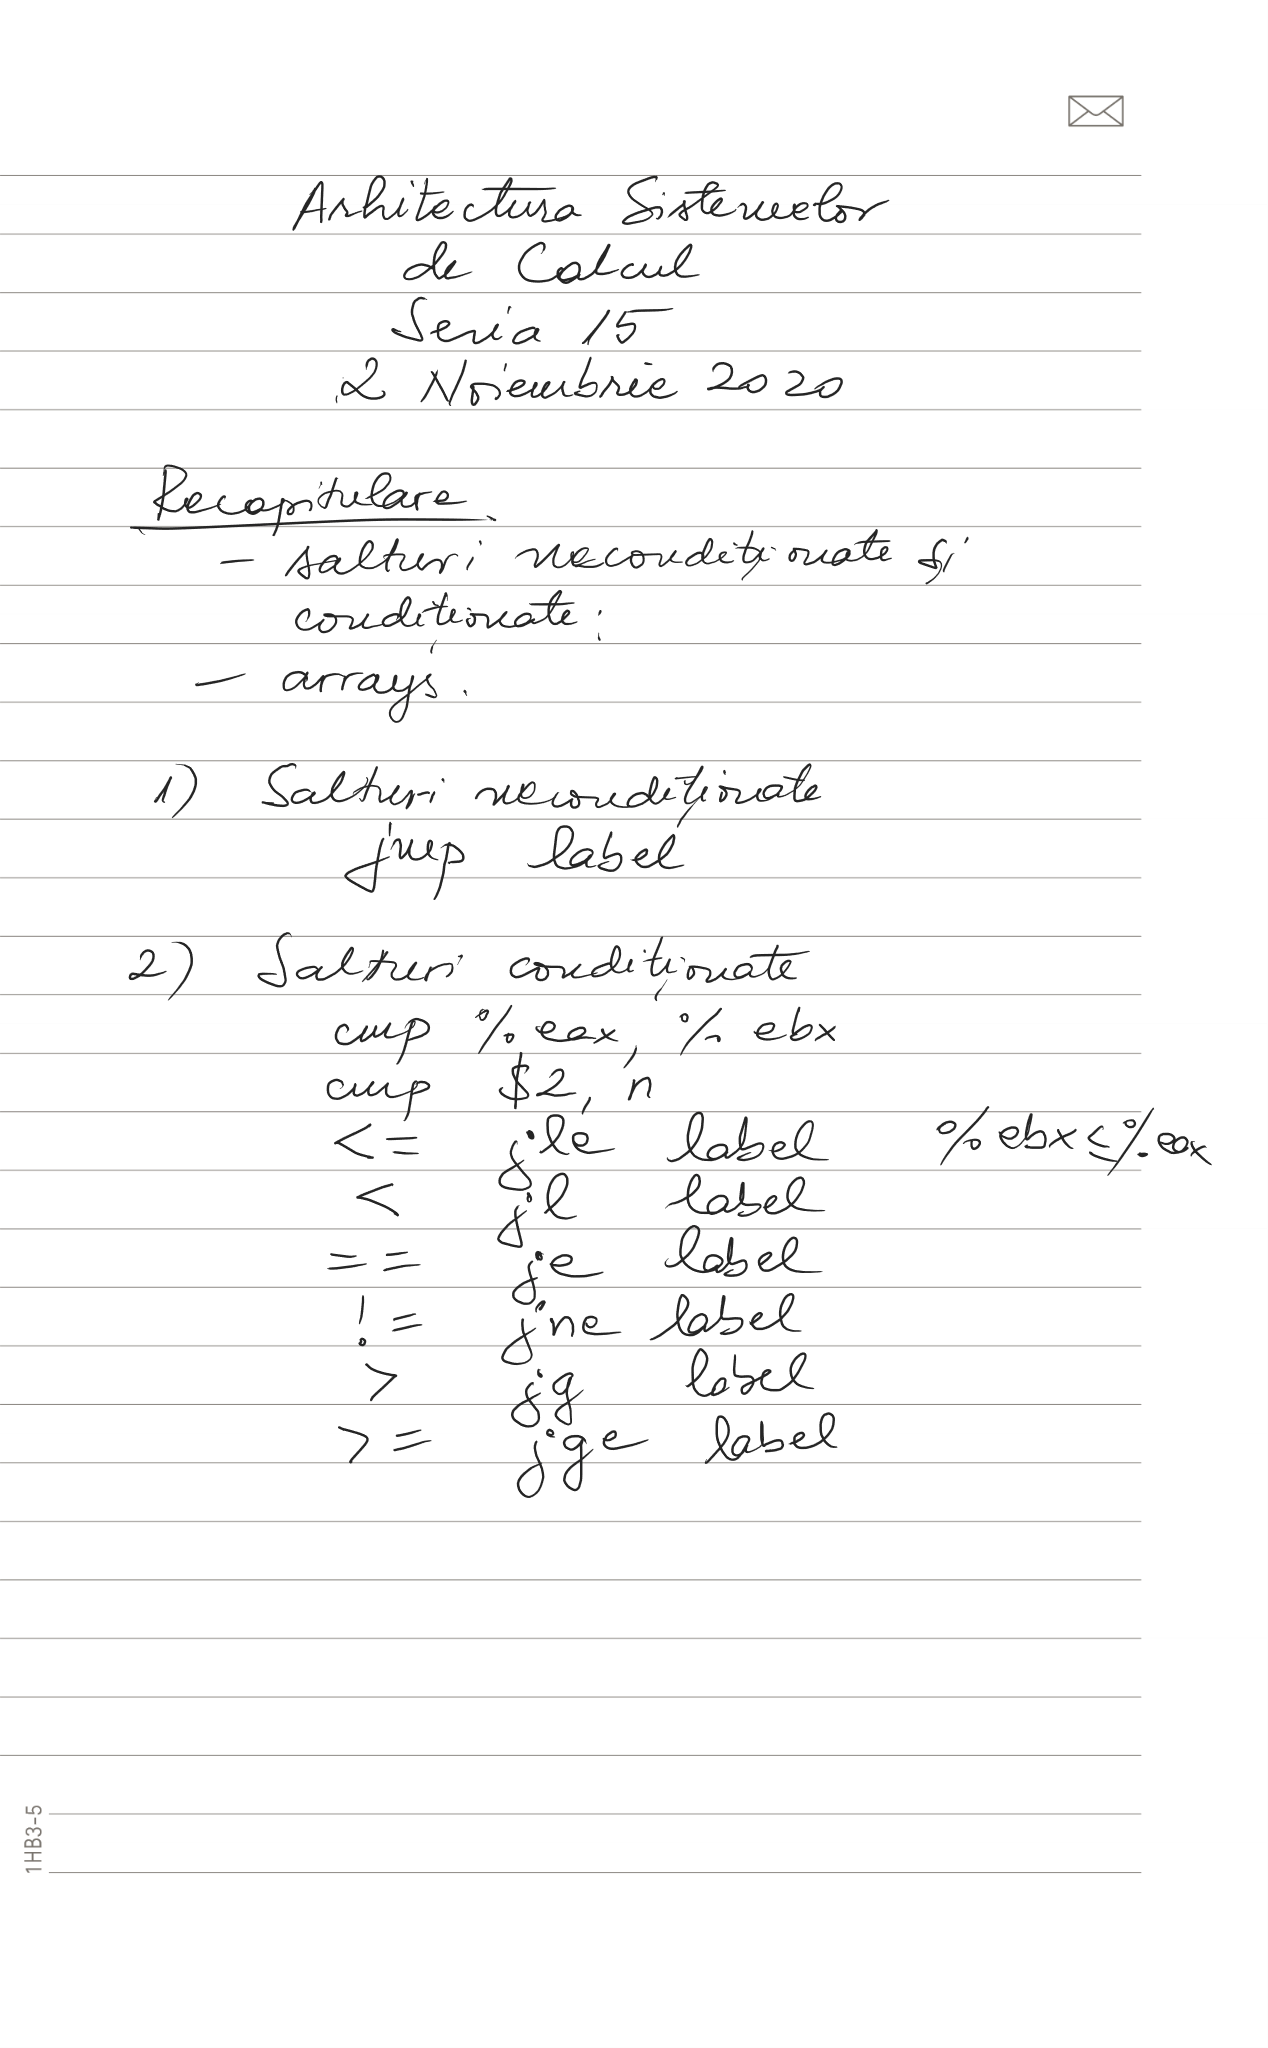 Arhitectura Sistemelor
de Calcul
Seria 15
2 Noiembrie 2020
Recapitulare
- salturi necondiționate și
condiționate;
- arrays.
1) Salturi necondiționate
jmp label
2) Salturi condiționate
cmp %eax, %ebx
cmp $2, n
<= jle label %ebx≤%eax
< jl label
== je label
!= jne label
> jg label
>= jge label
1HB3-5